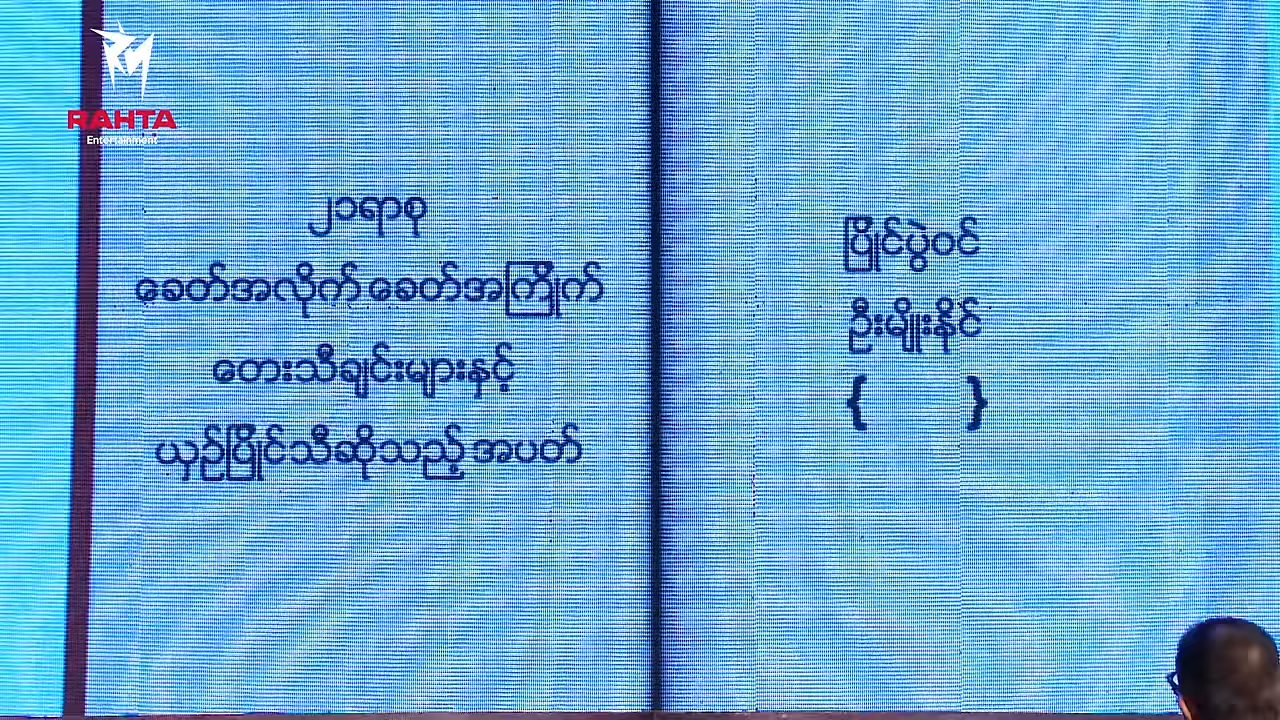 RAHTA
Entertainment
၂၁ရာစု
ခေတ်အလိုက် ခေတ်အကြိုက်
တေးသီချင်းများနှင့်
ယှဉ်ပြိုင်သီဆိုသည့် အပတ်
ပြိုင်ပွဲဝင်
ဦးမျိုးနိုင်
{ }